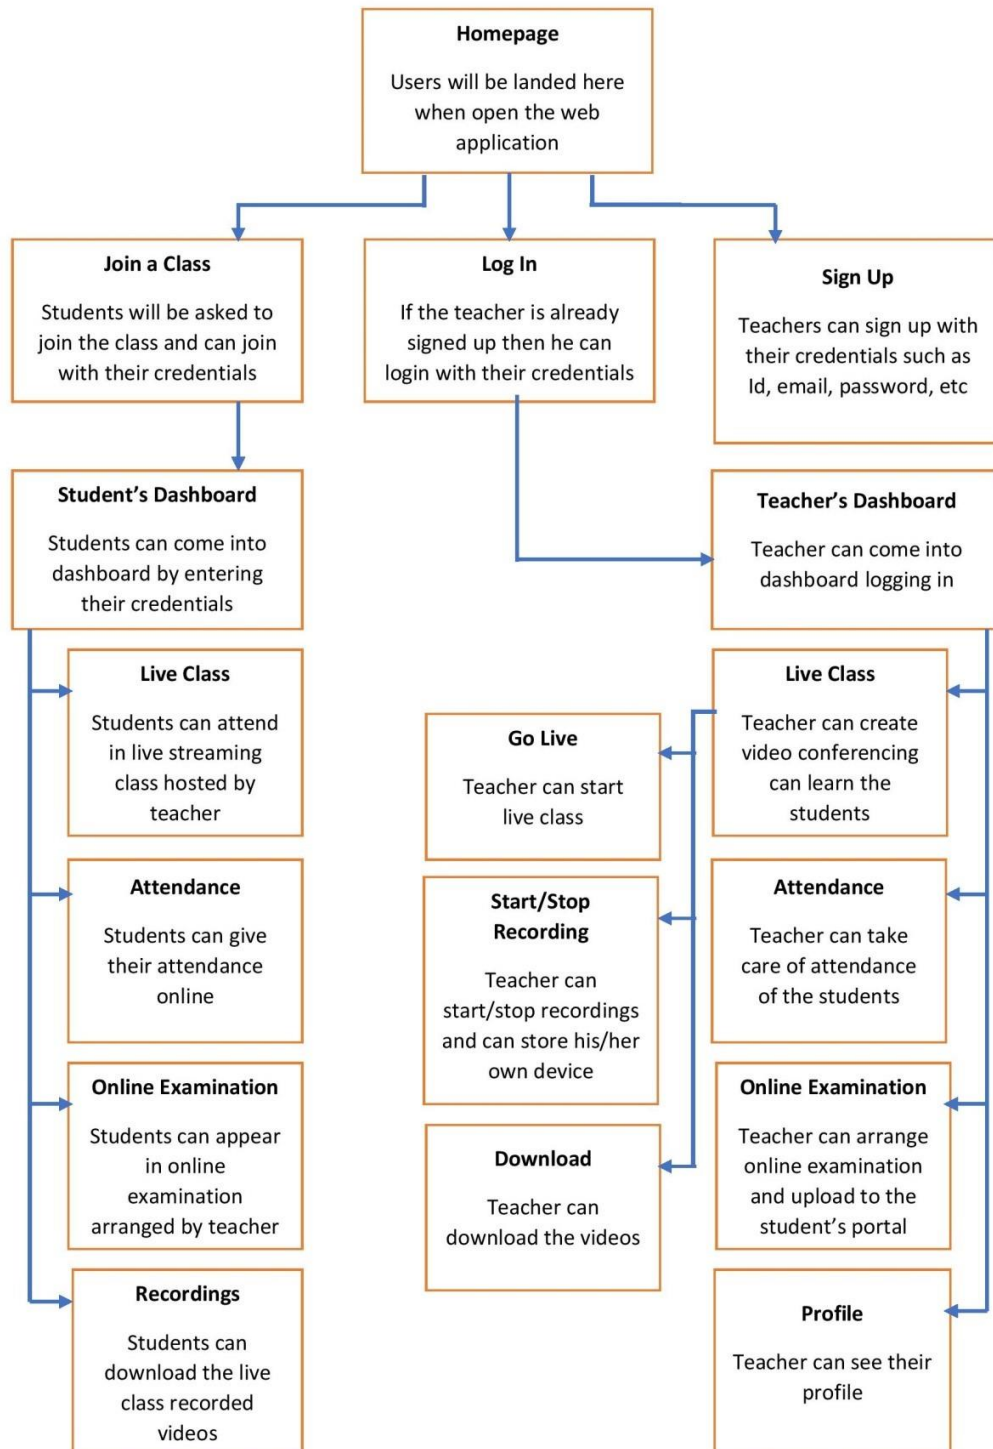 Homepage
Users will be landed here
when open the web
application
Join a Class
Students will be asked to
join the class and can join
with their credentials
Log In
If the teacher is already
signed up then he can
login with their credentials
Sign Up
Teachers can sign up with
their credentials such as
Id, email, password, etc
Student’s Dashboard
Students can come into
dashboard by entering
their credentials
Teacher’s Dashboard
Teacher can come into
dashboard logging in
Live Class
Students can attend
in live streaming
class hosted by
teacher
Attendance
Students can give
their attendance
online
Online Examination
Students can appear
in online
examination
arranged by teacher
Recordings
Students can
download the live
class recorded
videos
Go Live
Teacher can start
live class
Start/Stop
Recording
Teacher can
start/stop recordings
and can store his/her
own device
Download
Teacher can
download the videos
Live Class
Teacher can create
video conferencing
can learn the
students
Attendance
Teacher can take
care of attendance
of the students
Online Examination
Teacher can arrange
online examination
and upload to the
student’s portal
Profile
Teacher can see their
profile